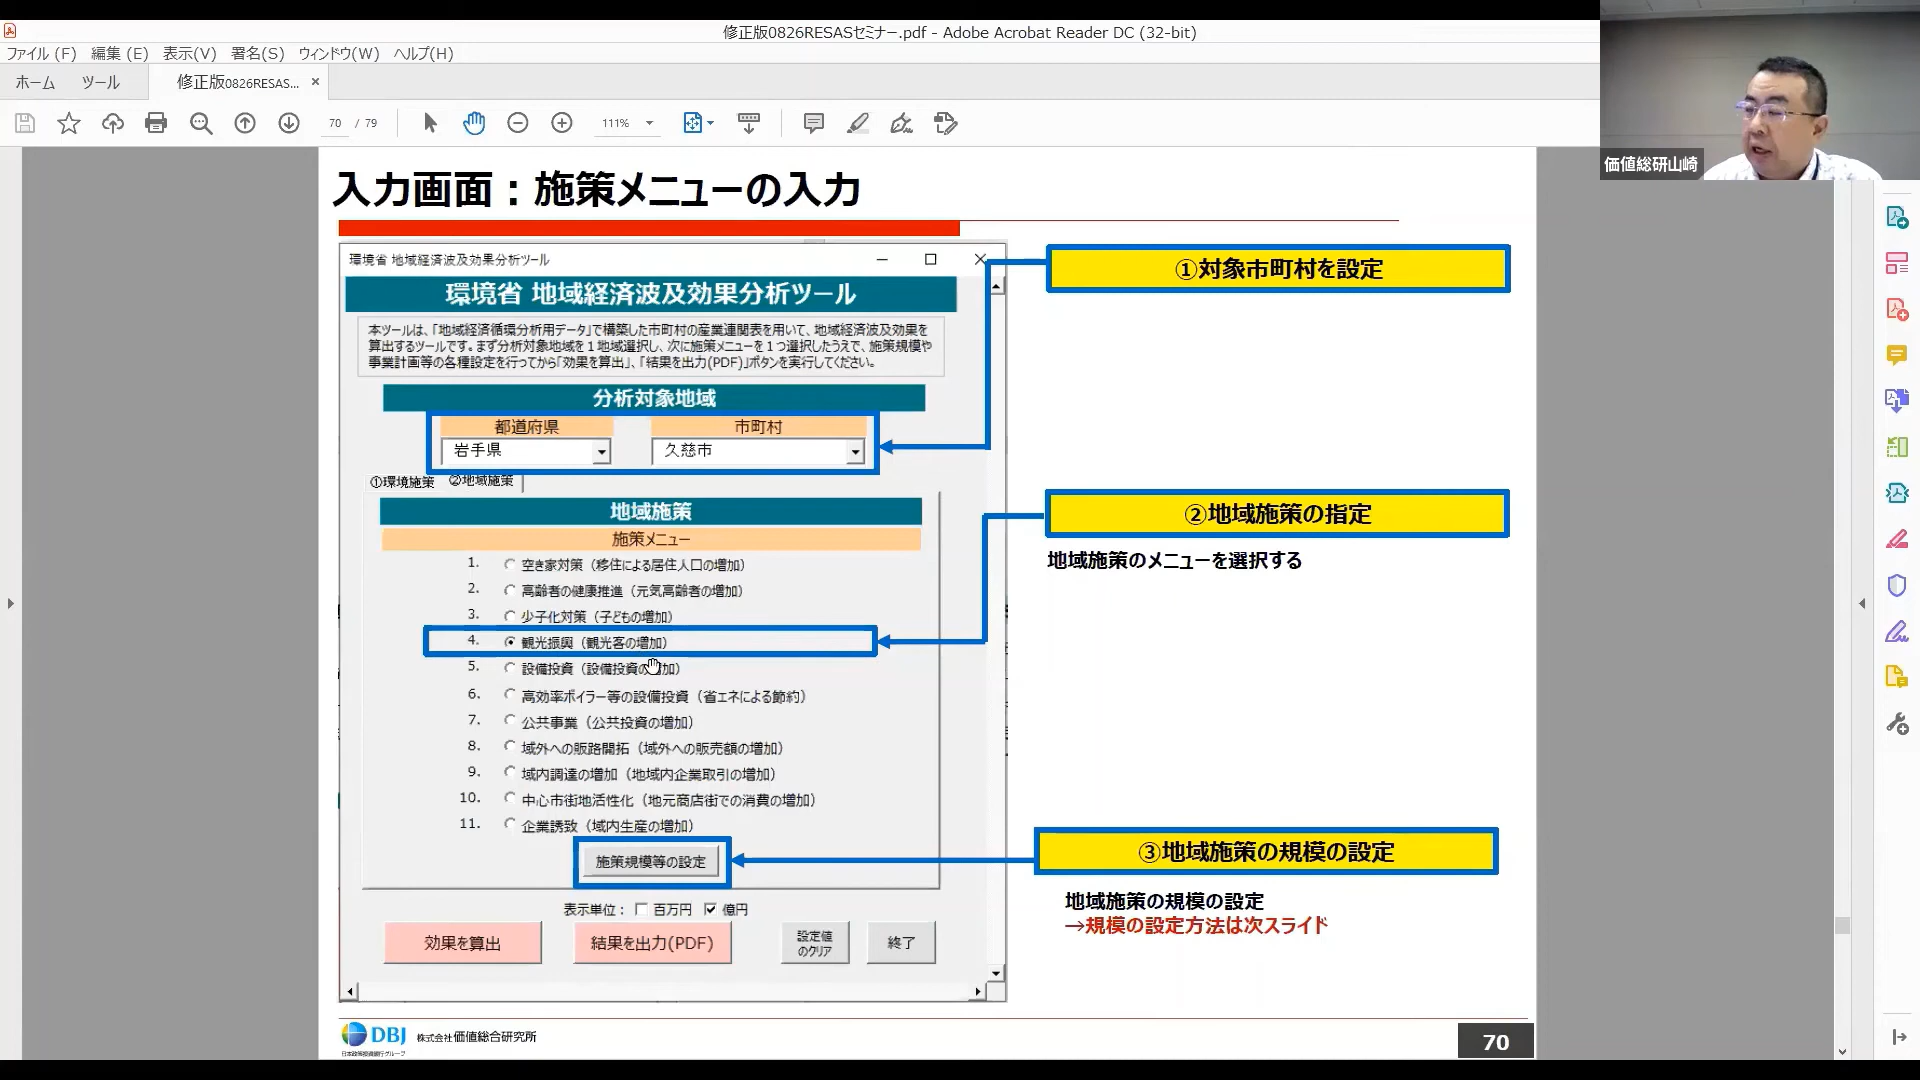 修正版0826RESASセミナー.pdf - Adobe Acrobat Reader DC (32-bit)
ファイル (F) 編集 (E) 表示(V) 署名(S) ウィンドウ(W) ヘルプ(H)
ホーム ツール 修正版0826RESAS... ×
70 / 79 111%
価値総研山崎
入力画面：施策メニューの入力
環境省 地域経済波及効果分析ツール
環境省 地域経済波及効果分析ツール
本ツールは、「地域経済循環分析用データ」で構築した市町村の産業連関表を用いて、地域経済波及効果を
算出するツールです。まず分析対象地域を１地域選択し、次に施策メニューを１つ選択したうえで、施策規模や
事業計画等の各種設定を行ってから「効果を算出」、「結果を出力(PDF)」ボタンを実行してください。
分析対象地域
都道府県 市町村
岩手県 久慈市
①環境施策 ②地域施策
地域施策
施策メニュー
1. 空き家対策（移住による居住人口の増加）
2. 高齢者の健康推進（元気高齢者の増加）
3. 少子化対策（子どもの増加）
4. 観光振興（観光客の増加）
5. 設備投資（設備投資の増加）
6. 高効率ボイラー等の設備投資（省エネによる節約）
7. 公共事業（公共投資の増加）
8. 域外への販路開拓（域外への販売額の増加）
9. 域内調達の増加（地域内企業取引の増加）
10. 中心市街地活性化（地元商店街での消費の増加）
11. 企業誘致（域内生産の増加）
施策規模等の設定
表示単位： 百万円 億円
効果を算出 結果を出力(PDF) 設定値のクリア 終了
①対象市町村を設定
②地域施策の指定
地域施策のメニューを選択する
③地域施策の規模の設定
地域施策の規模の設定
→規模の設定方法は次スライド
DBJ 株式会社価値総合研究所
日本政策投資銀行グループ
70